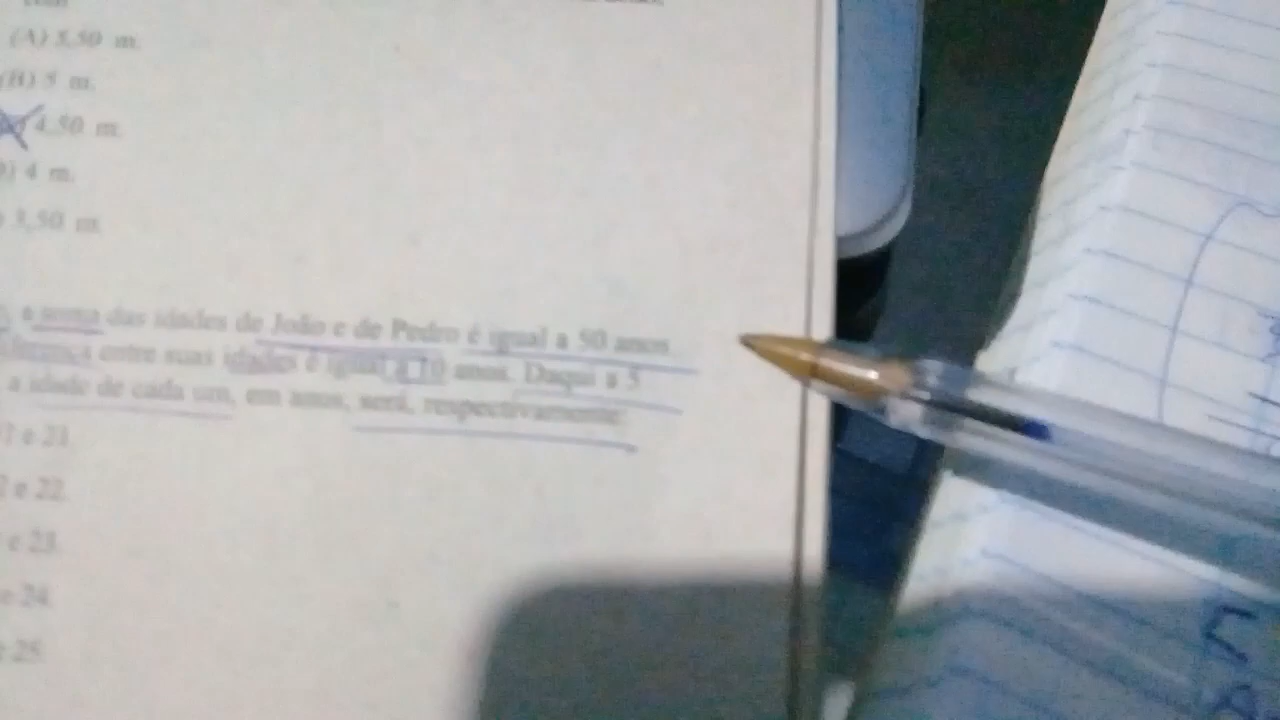 (A) 5,50 m.
(B) 5 m.
4,50 m.
4 m.
3,50 m.
a soma das idades de João e de Pedro é igual a 50 anos
entre suas idades é igual a 10 anos. Daqui a 5
a idade de cada um, em anos, será, respectivamente
e 21.
e 22.
e 23.
e 24.
e 25.